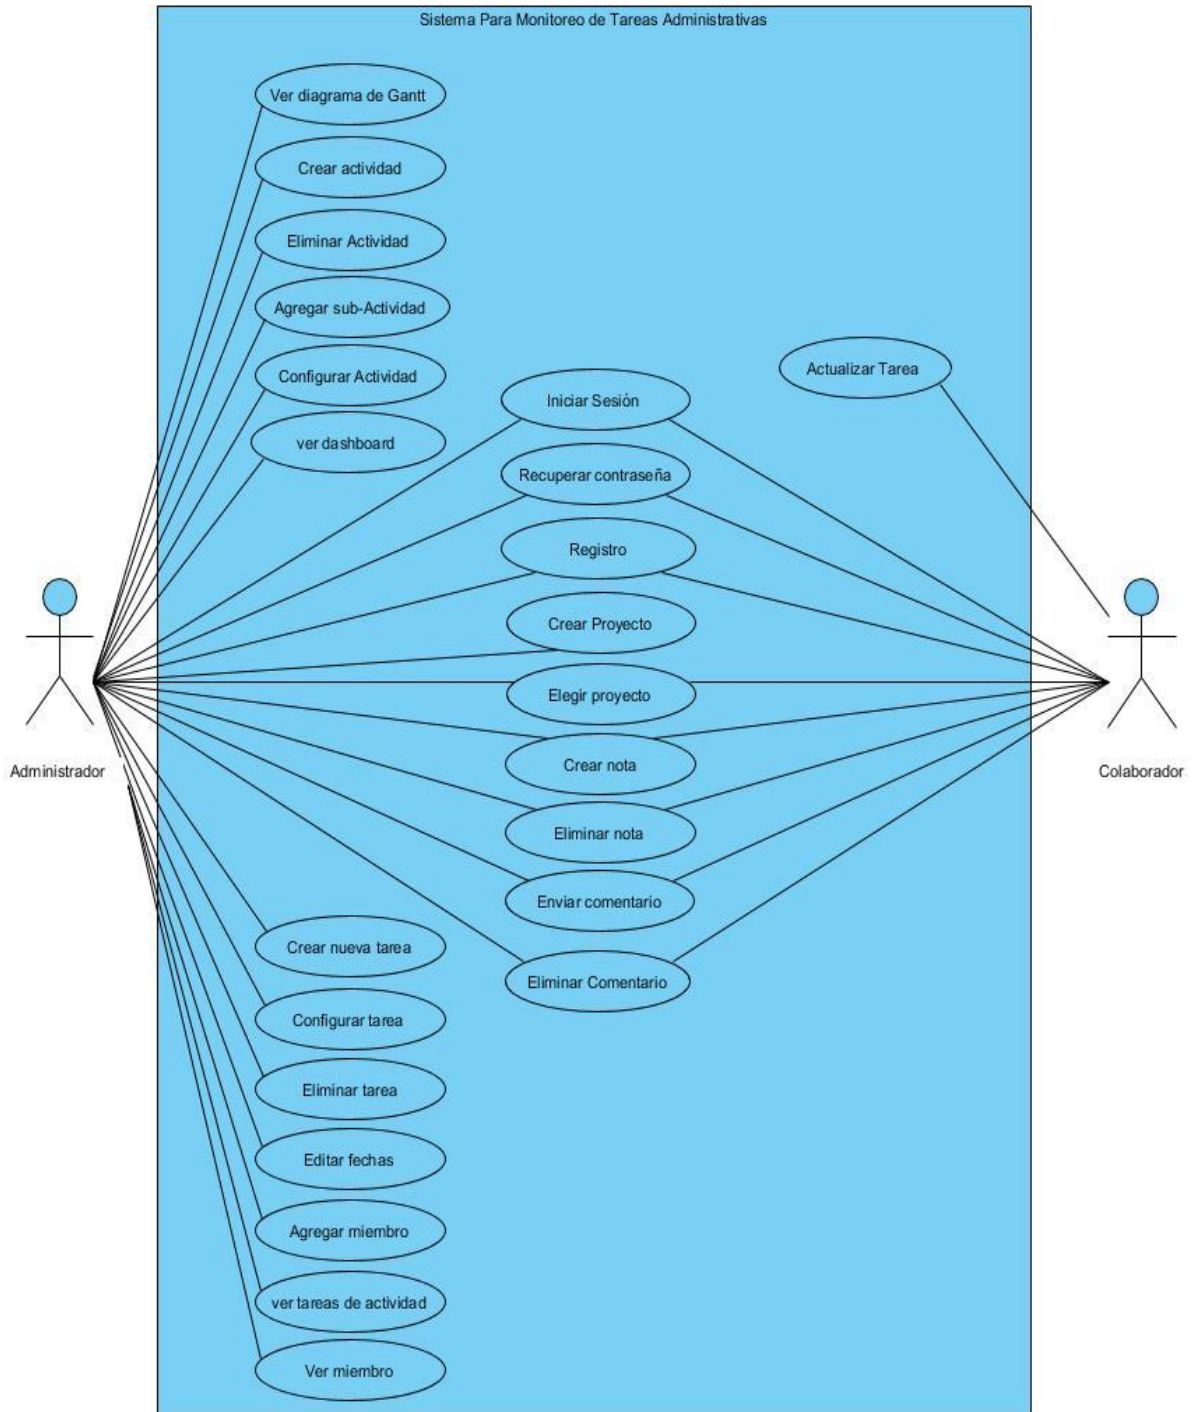 Sistema Para Monitoreo de Tareas Administrativas
Ver diagrama de Gantt
Crear actividad
Eliminar Actividad
Agregar sub-Actividad
Configurar Actividad
ver dashboard
Actualizar Tarea
Iniciar Sesión
Recuperar contraseña
Registro
Crear Proyecto
Elegir proyecto
Crear nota
Eliminar nota
Enviar comentario
Eliminar Comentario
Administrador
Colaborador
Crear nueva tarea
Configurar tarea
Eliminar tarea
Editar fechas
Agregar miembro
ver tareas de actividad
Ver miembro